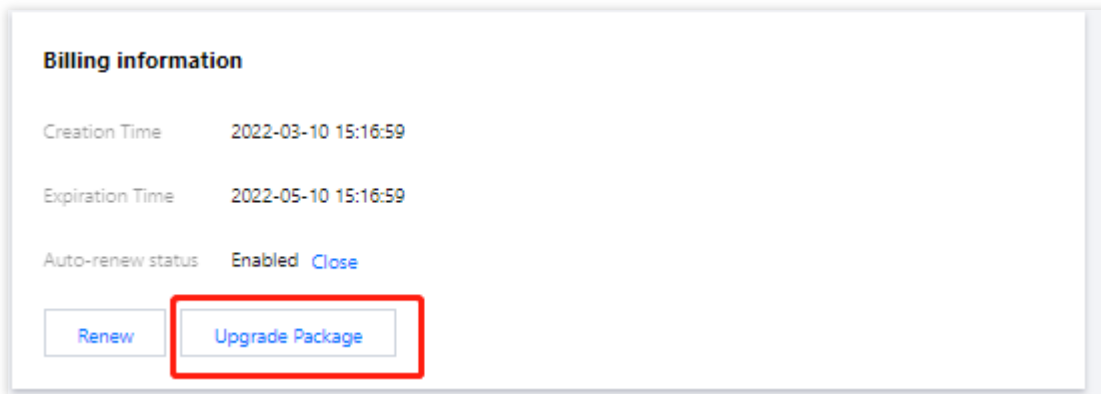 Billing information
Creation Time 2022-03-10 15:16:59
Expiration Time 2022-05-10 15:16:59
Auto-renew status Enabled Close
Renew Upgrade Package